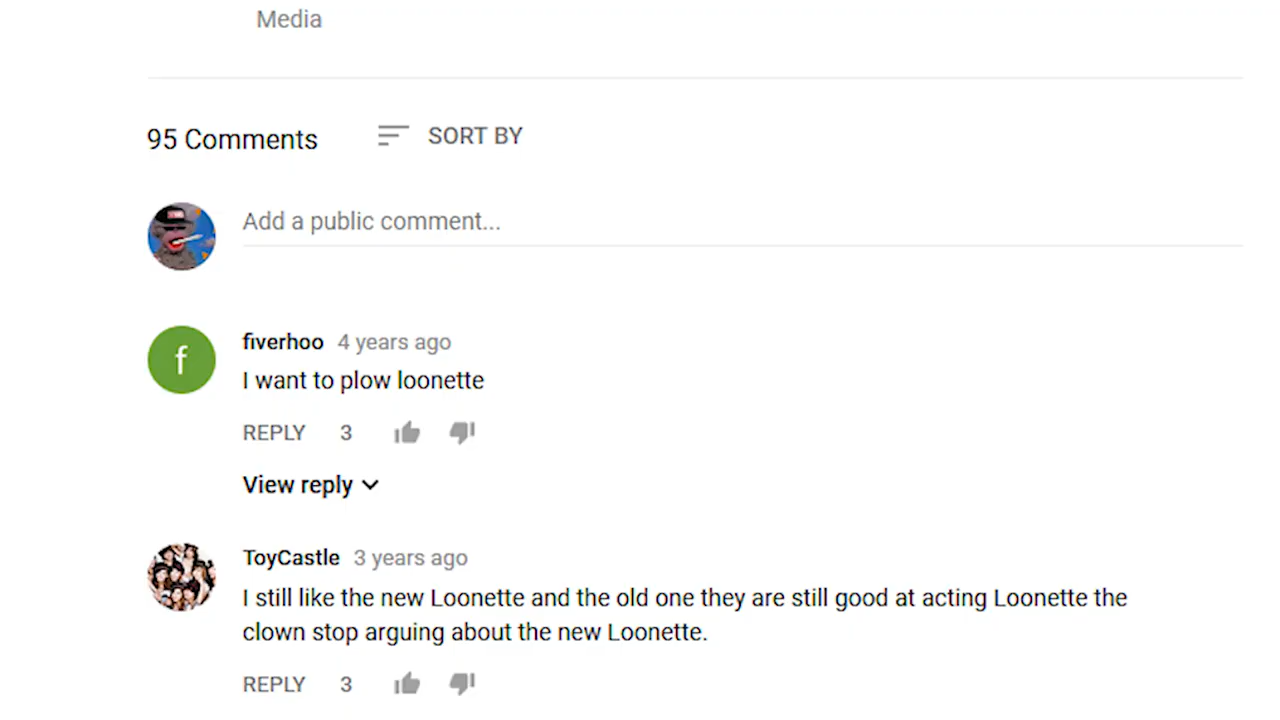 Media
95 Comments SORT BY
Add a public comment...
f
fiverhoo 4 years ago
I want to plow loonette
REPLY 3
View reply
ToyCastle 3 years ago
I still like the new Loonette and the old one they are still good at acting Loonette the
clown stop arguing about the new Loonette.
REPLY 3